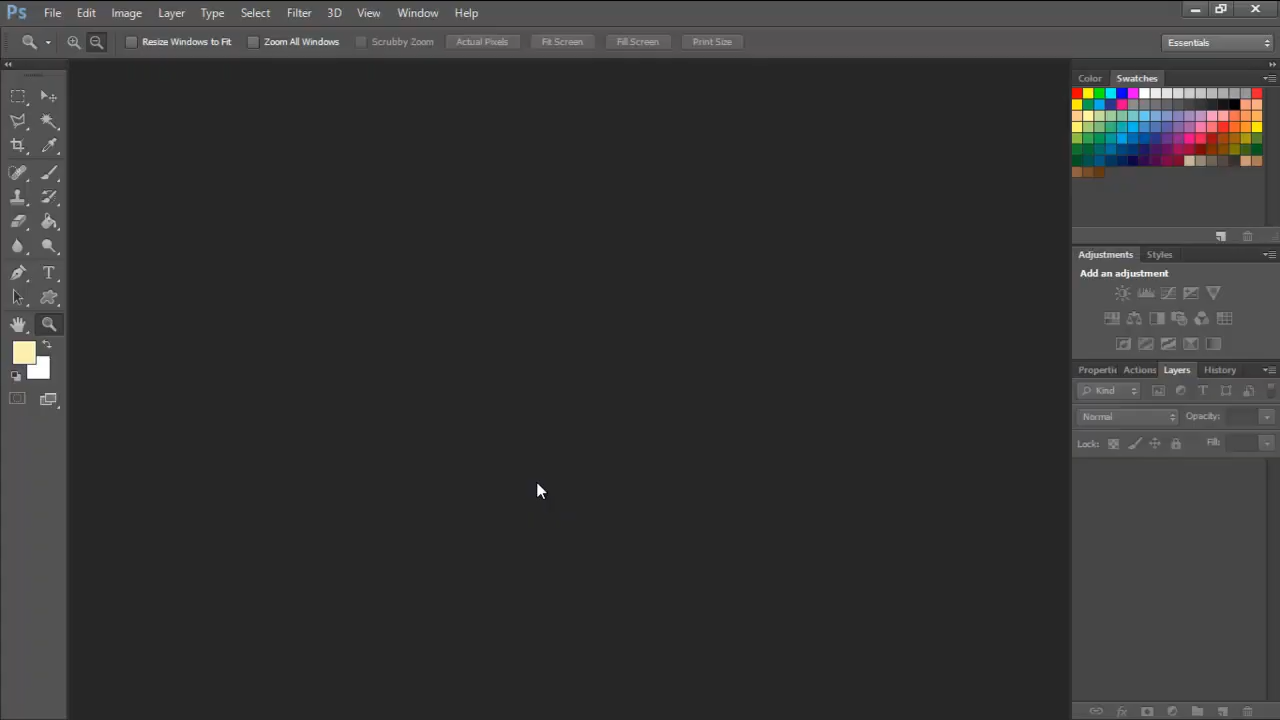 Ps File Edit Image Layer Type Select Filter 3D View Window Help
Resize Windows to Fit Zoom All Windows Scrubby Zoom Actual Pixels Fit Screen Fill Screen Print Size Essentials
Color Swatches
Adjustments Styles
Add an adjustment
Properti Actions Layers History
Kind T
Normal Opacity:
Lock: Fill:
T
fx